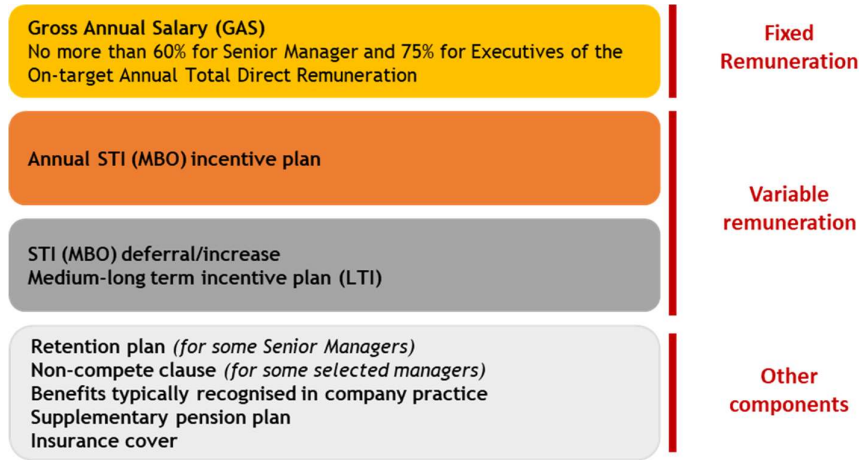 Gross Annual Salary (GAS)
No more than 60% for Senior Manager and 75% for Executives of the
On-target Annual Total Direct Remuneration
Fixed
Remuneration
Annual STI (MBO) incentive plan
STI (MBO) deferral/increase
Medium-long term incentive plan (LTI)
Variable
remuneration
Retention plan (for some Senior Managers)
Non-compete clause (for some selected managers)
Benefits typically recognised in company practice
Supplementary pension plan
Insurance cover
Other
components